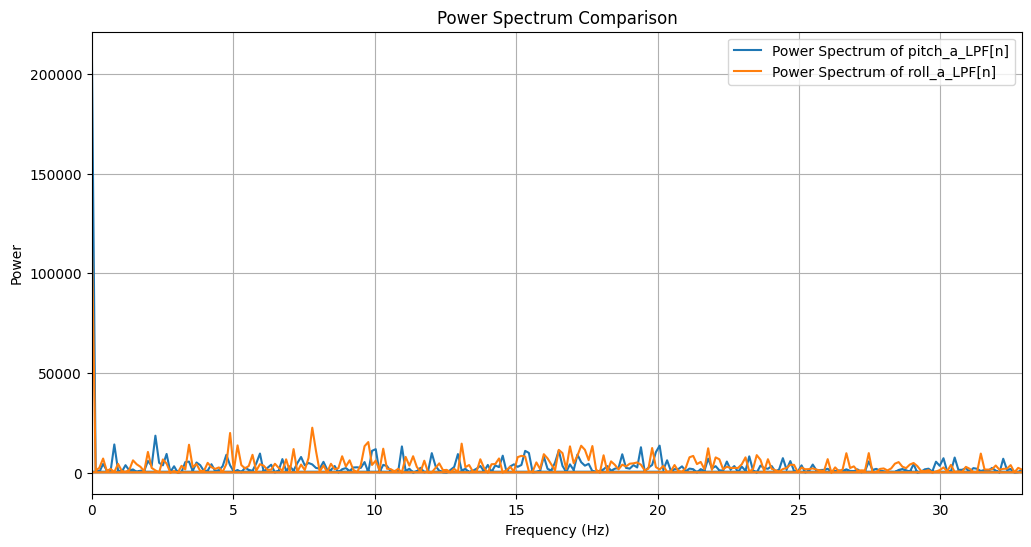 Power Spectrum Comparison
Power Spectrum of pitch_a_LPF[n]
Power Spectrum of roll_a_LPF[n]
200000
150000
100000
50000
0
Power
0 5 10 15 20 25 30
Frequency (Hz)